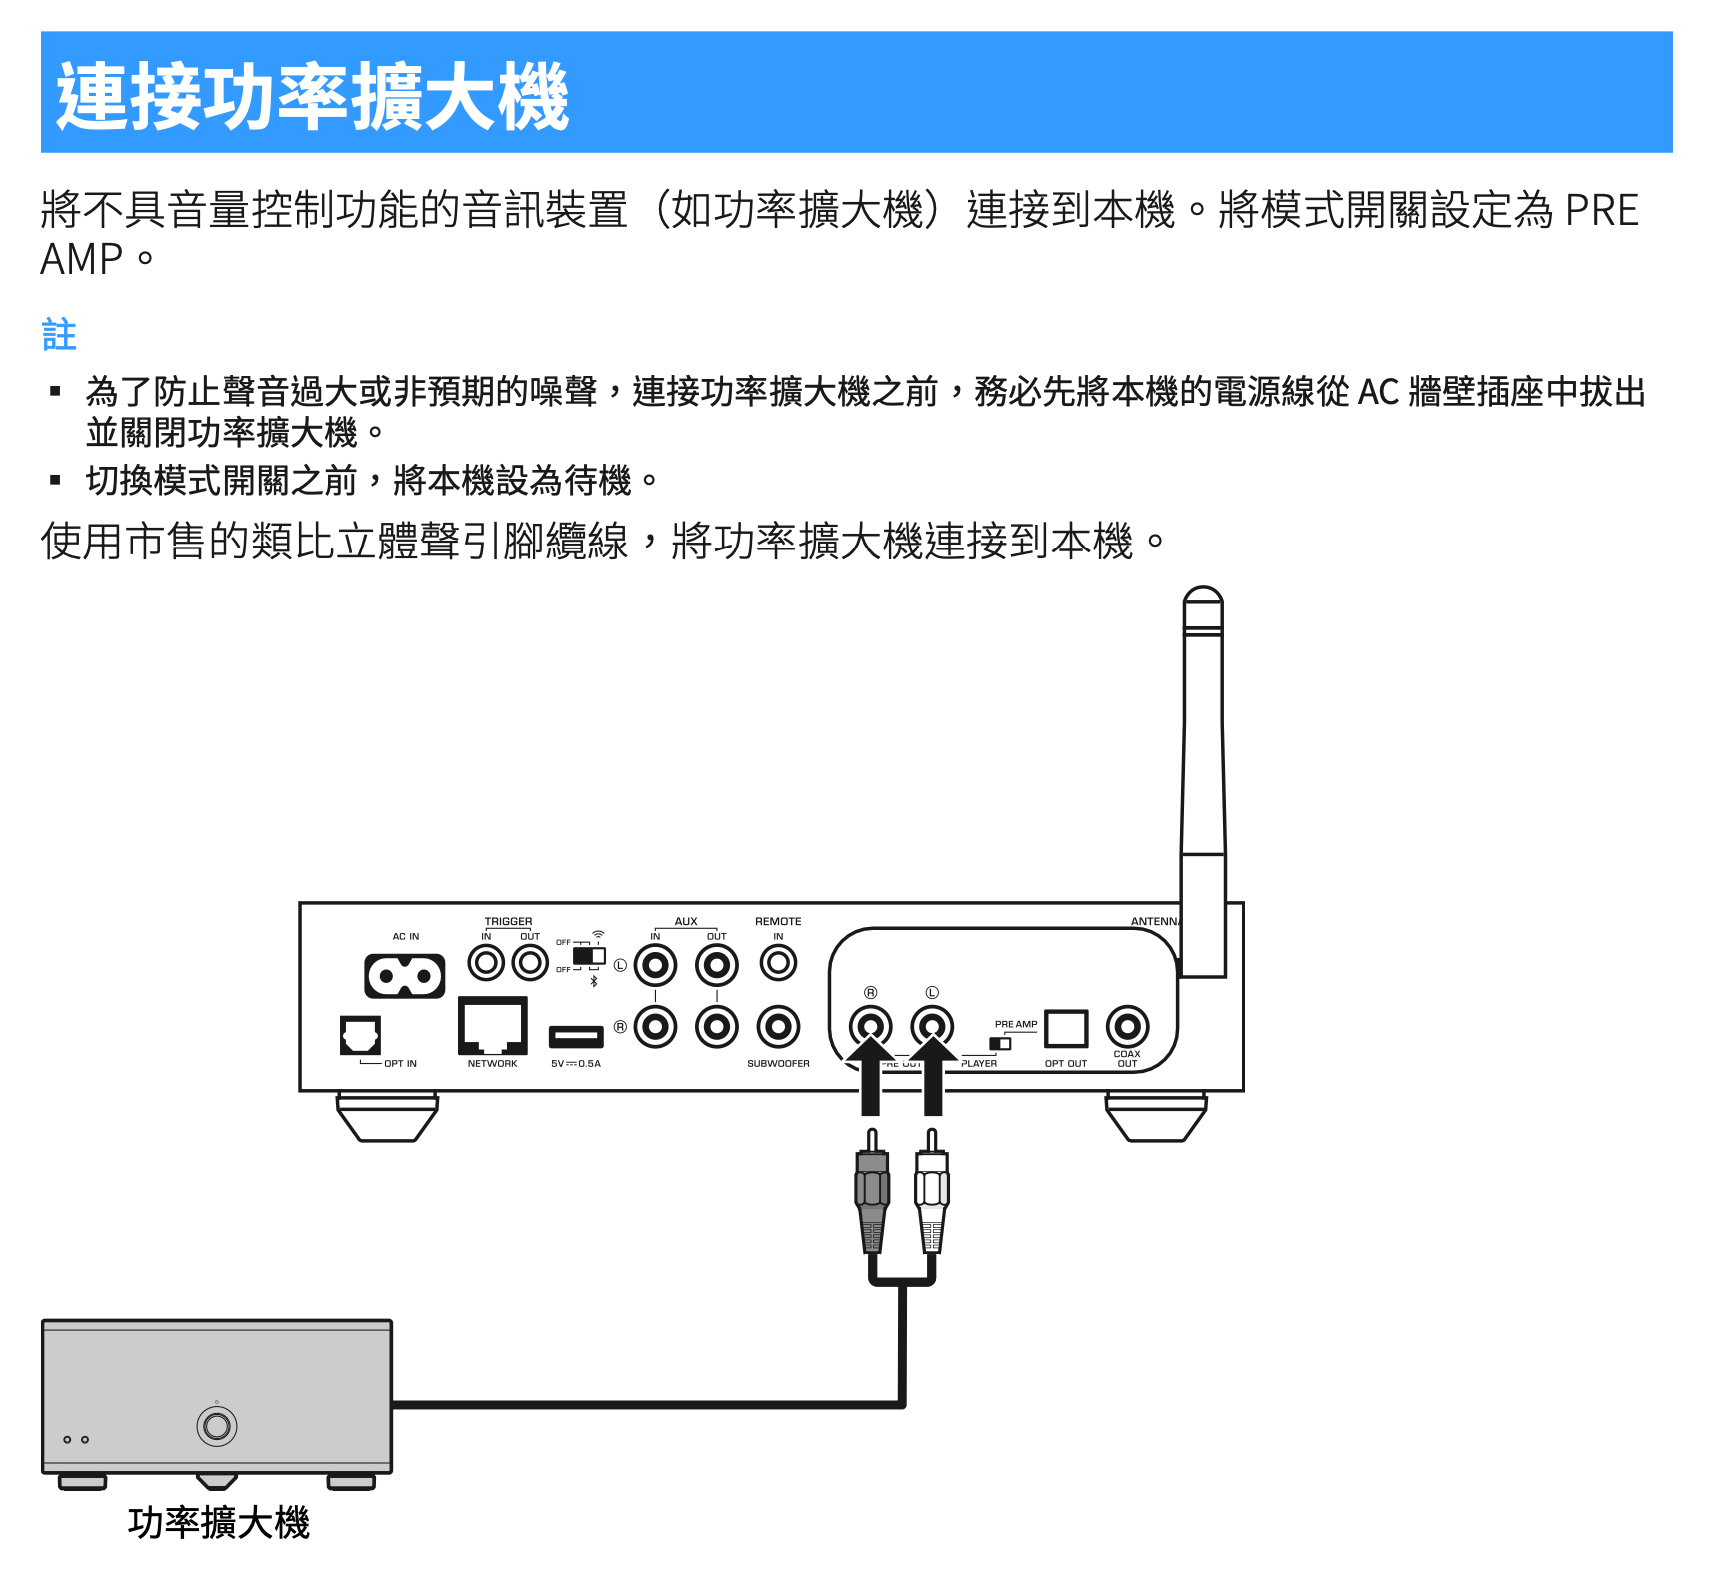 連接功率擴大機
將不具音量控制功能的音訊裝置（如功率擴大機）連接到本機。將模式開關設定為 PRE
AMP。
註
▪ 為了防止聲音過大或非預期的噪聲，連接功率擴大機之前，務必先將本機的電源線從 AC 牆壁插座中拔出
並關閉功率擴大機。
▪ 切換模式開關之前，將本機設為待機。
使用市售的類比立體聲引腳纜線，將功率擴大機連接到本機。
TRIGGER
AUX
REMOTE
ANTENNA
AC IN
IN
OUT
OFF
IN
OUT
IN
OFF
L
R
L
R
PRE AMP
OPT IN
NETWORK
5V⎓0.5A
SUBWOOFER
PRE OUT
PLAYER
OPT OUT
COAX
OUT
功率擴大機